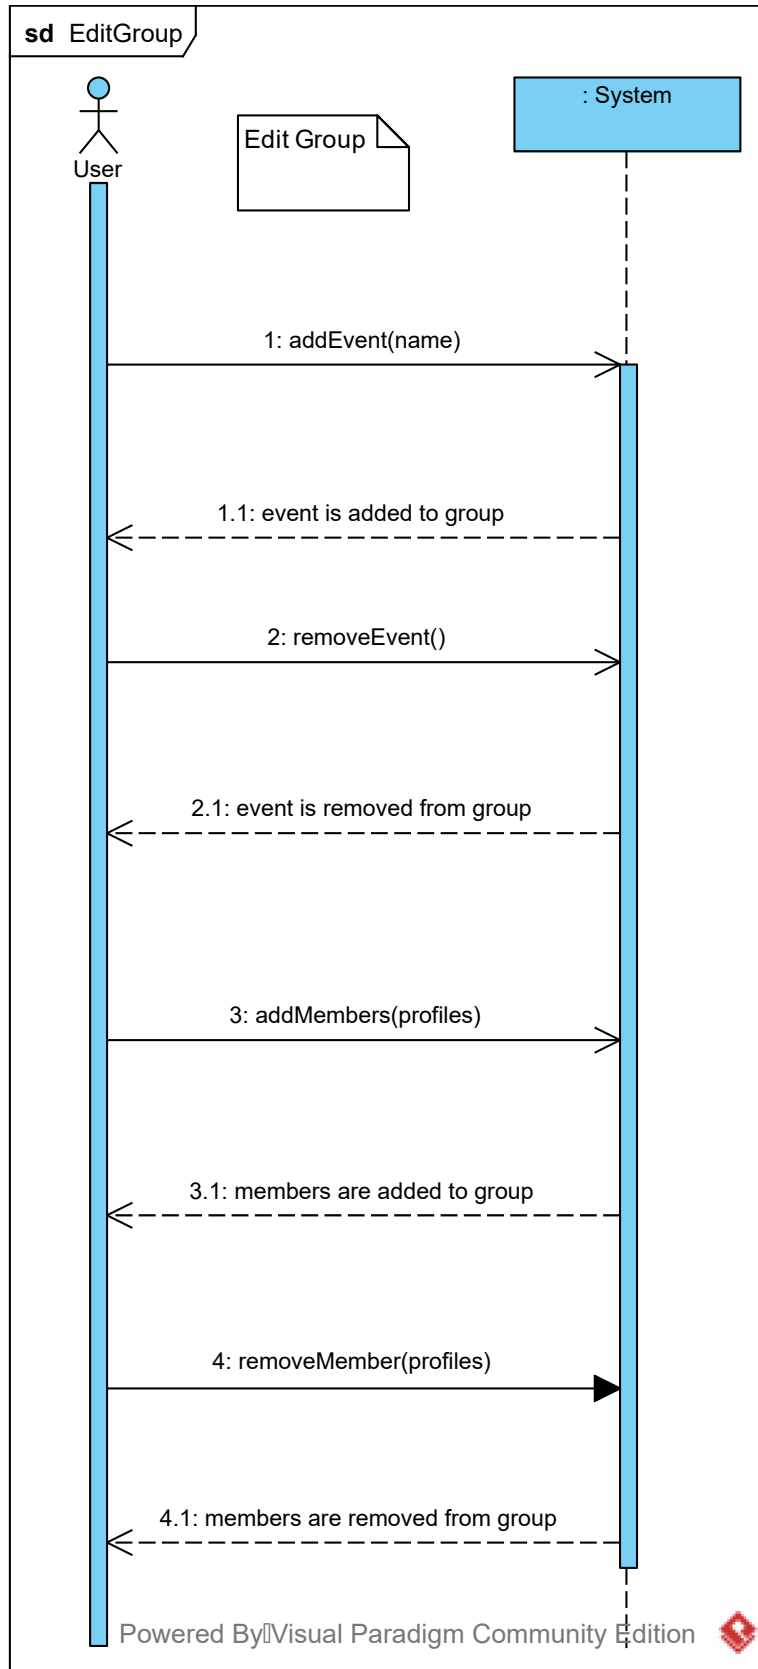 sd EditGroup
User
Edit Group
: System
1: addEvent(name)
1.1: event is added to group
2: removeEvent()
2.1: event is removed from group
3: addMembers(profiles)
3.1: members are added to group
4: removeMember(profiles)
4.1: members are removed from group
Powered By Visual Paradigm Community Edition